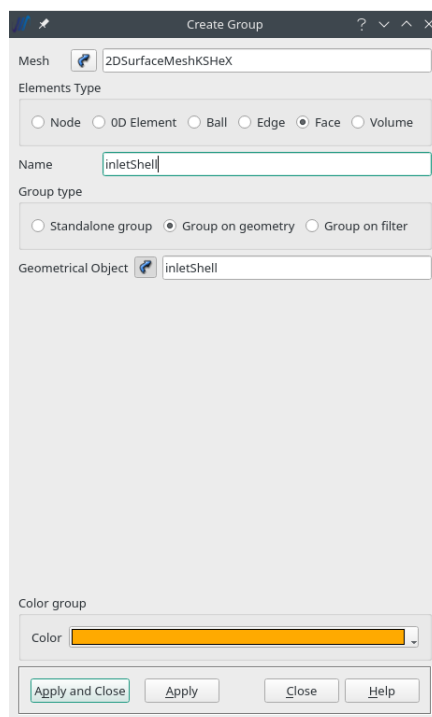 Create Group
Mesh 2DSurfaceMeshKSHeX
Elements Type
Node 0D Element Ball Edge Face Volume
Name inletShell
Group type
Standalone group Group on geometry Group on filter
Geometrical Object inletShell
Color group
Color
Apply and Close Apply Close Help